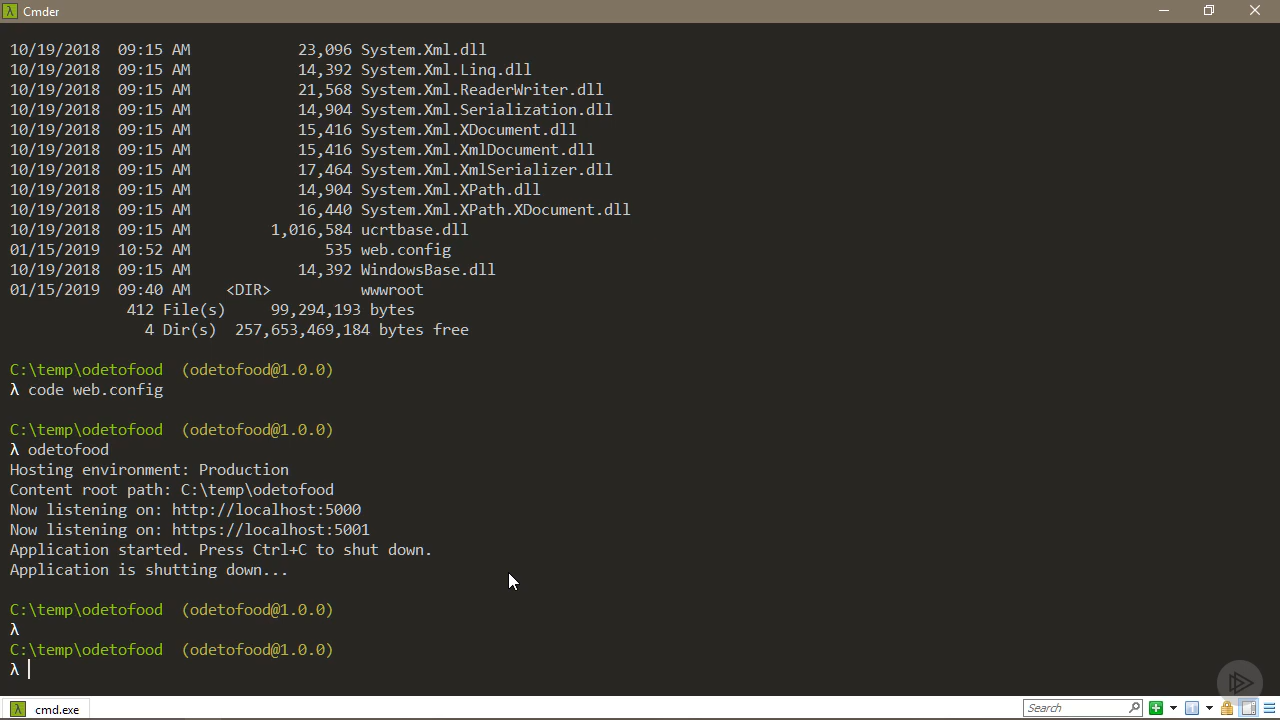 λ Cmder
10/19/2018  09:15 AM            23,096 System.Xml.dll
10/19/2018  09:15 AM            14,392 System.Xml.Linq.dll
10/19/2018  09:15 AM            21,568 System.Xml.ReaderWriter.dll
10/19/2018  09:15 AM            14,904 System.Xml.Serialization.dll
10/19/2018  09:15 AM            15,416 System.Xml.XDocument.dll
10/19/2018  09:15 AM            15,416 System.Xml.XmlDocument.dll
10/19/2018  09:15 AM            17,464 System.Xml.XmlSerializer.dll
10/19/2018  09:15 AM            14,904 System.Xml.XPath.dll
10/19/2018  09:15 AM            16,440 System.Xml.XPath.XDocument.dll
10/19/2018  09:15 AM         1,016,584 ucrtbase.dll
01/15/2019  10:52 AM               535 web.config
10/19/2018  09:15 AM            14,392 WindowsBase.dll
01/15/2019  09:40 AM    <DIR>          wwwroot
             412 File(s)     99,294,193 bytes
               4 Dir(s)  257,653,469,184 bytes free
C:\temp\odetofood  (odetofood@1.0.0)
λ code web.config
C:\temp\odetofood  (odetofood@1.0.0)
λ odetofood
Hosting environment: Production
Content root path: C:\temp\odetofood
Now listening on: http://localhost:5000
Now listening on: https://localhost:5001
Application started. Press Ctrl+C to shut down.
Application is shutting down...
C:\temp\odetofood  (odetofood@1.0.0)
λ
C:\temp\odetofood  (odetofood@1.0.0)
λ
λ cmd.exe
Search